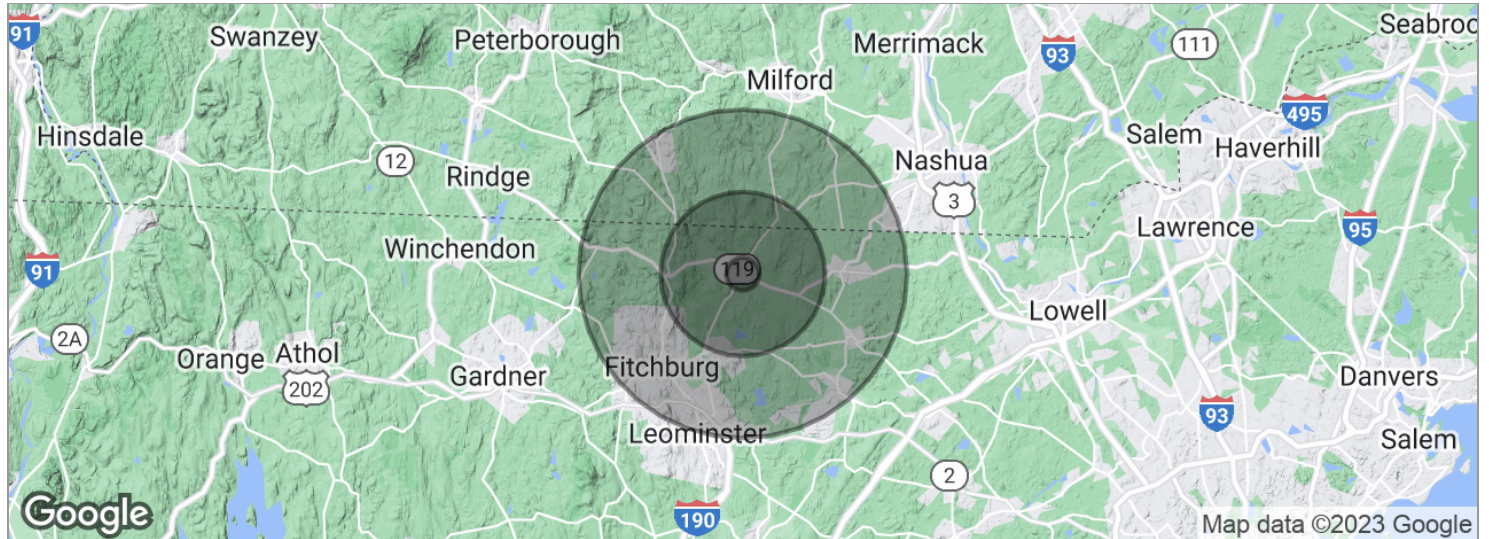 91
Swanzey
Peterborough
Merrimack
93
111
Seabroo
Milford
Hinsdale
12
Rindge
Nashua
3
Salem
495
Haverhill
Lawrence
95
Winchendon
91
119
Lowell
2A
Orange
Athol
202
Gardner
Fitchburg
Danvers
93
Leominster
Salem
2
190
Google
Map data ©2023 Google